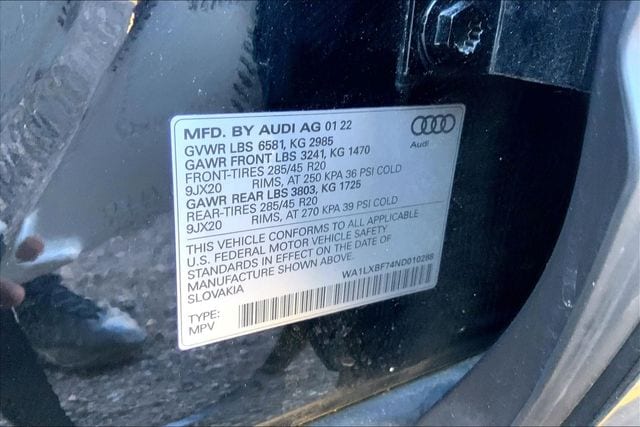 MFD. BY AUDI AG 01 22
GVWR LBS 6581, KG 2985
GAWR FRONT LBS 3241, KG 1470
FRONT-TIRES 285/45 R20
9JX20 RIMS, AT 250 KPA 36 PSI COLD
GAWR REAR LBS 3803, KG 1725
REAR-TIRES 285/45 R20
9JX20 RIMS, AT 270 KPA 39 PSI COLD
THIS VEHICLE CONFORMS TO ALL APPLICABLE
U.S. FEDERAL MOTOR VEHICLE SAFETY
STANDARDS IN EFFECT ON THE DATE OF
MANUFACTURE SHOWN ABOVE.
SLOVAKIA
WA1LXBF74ND010288
TYPE:
MPV
Audi